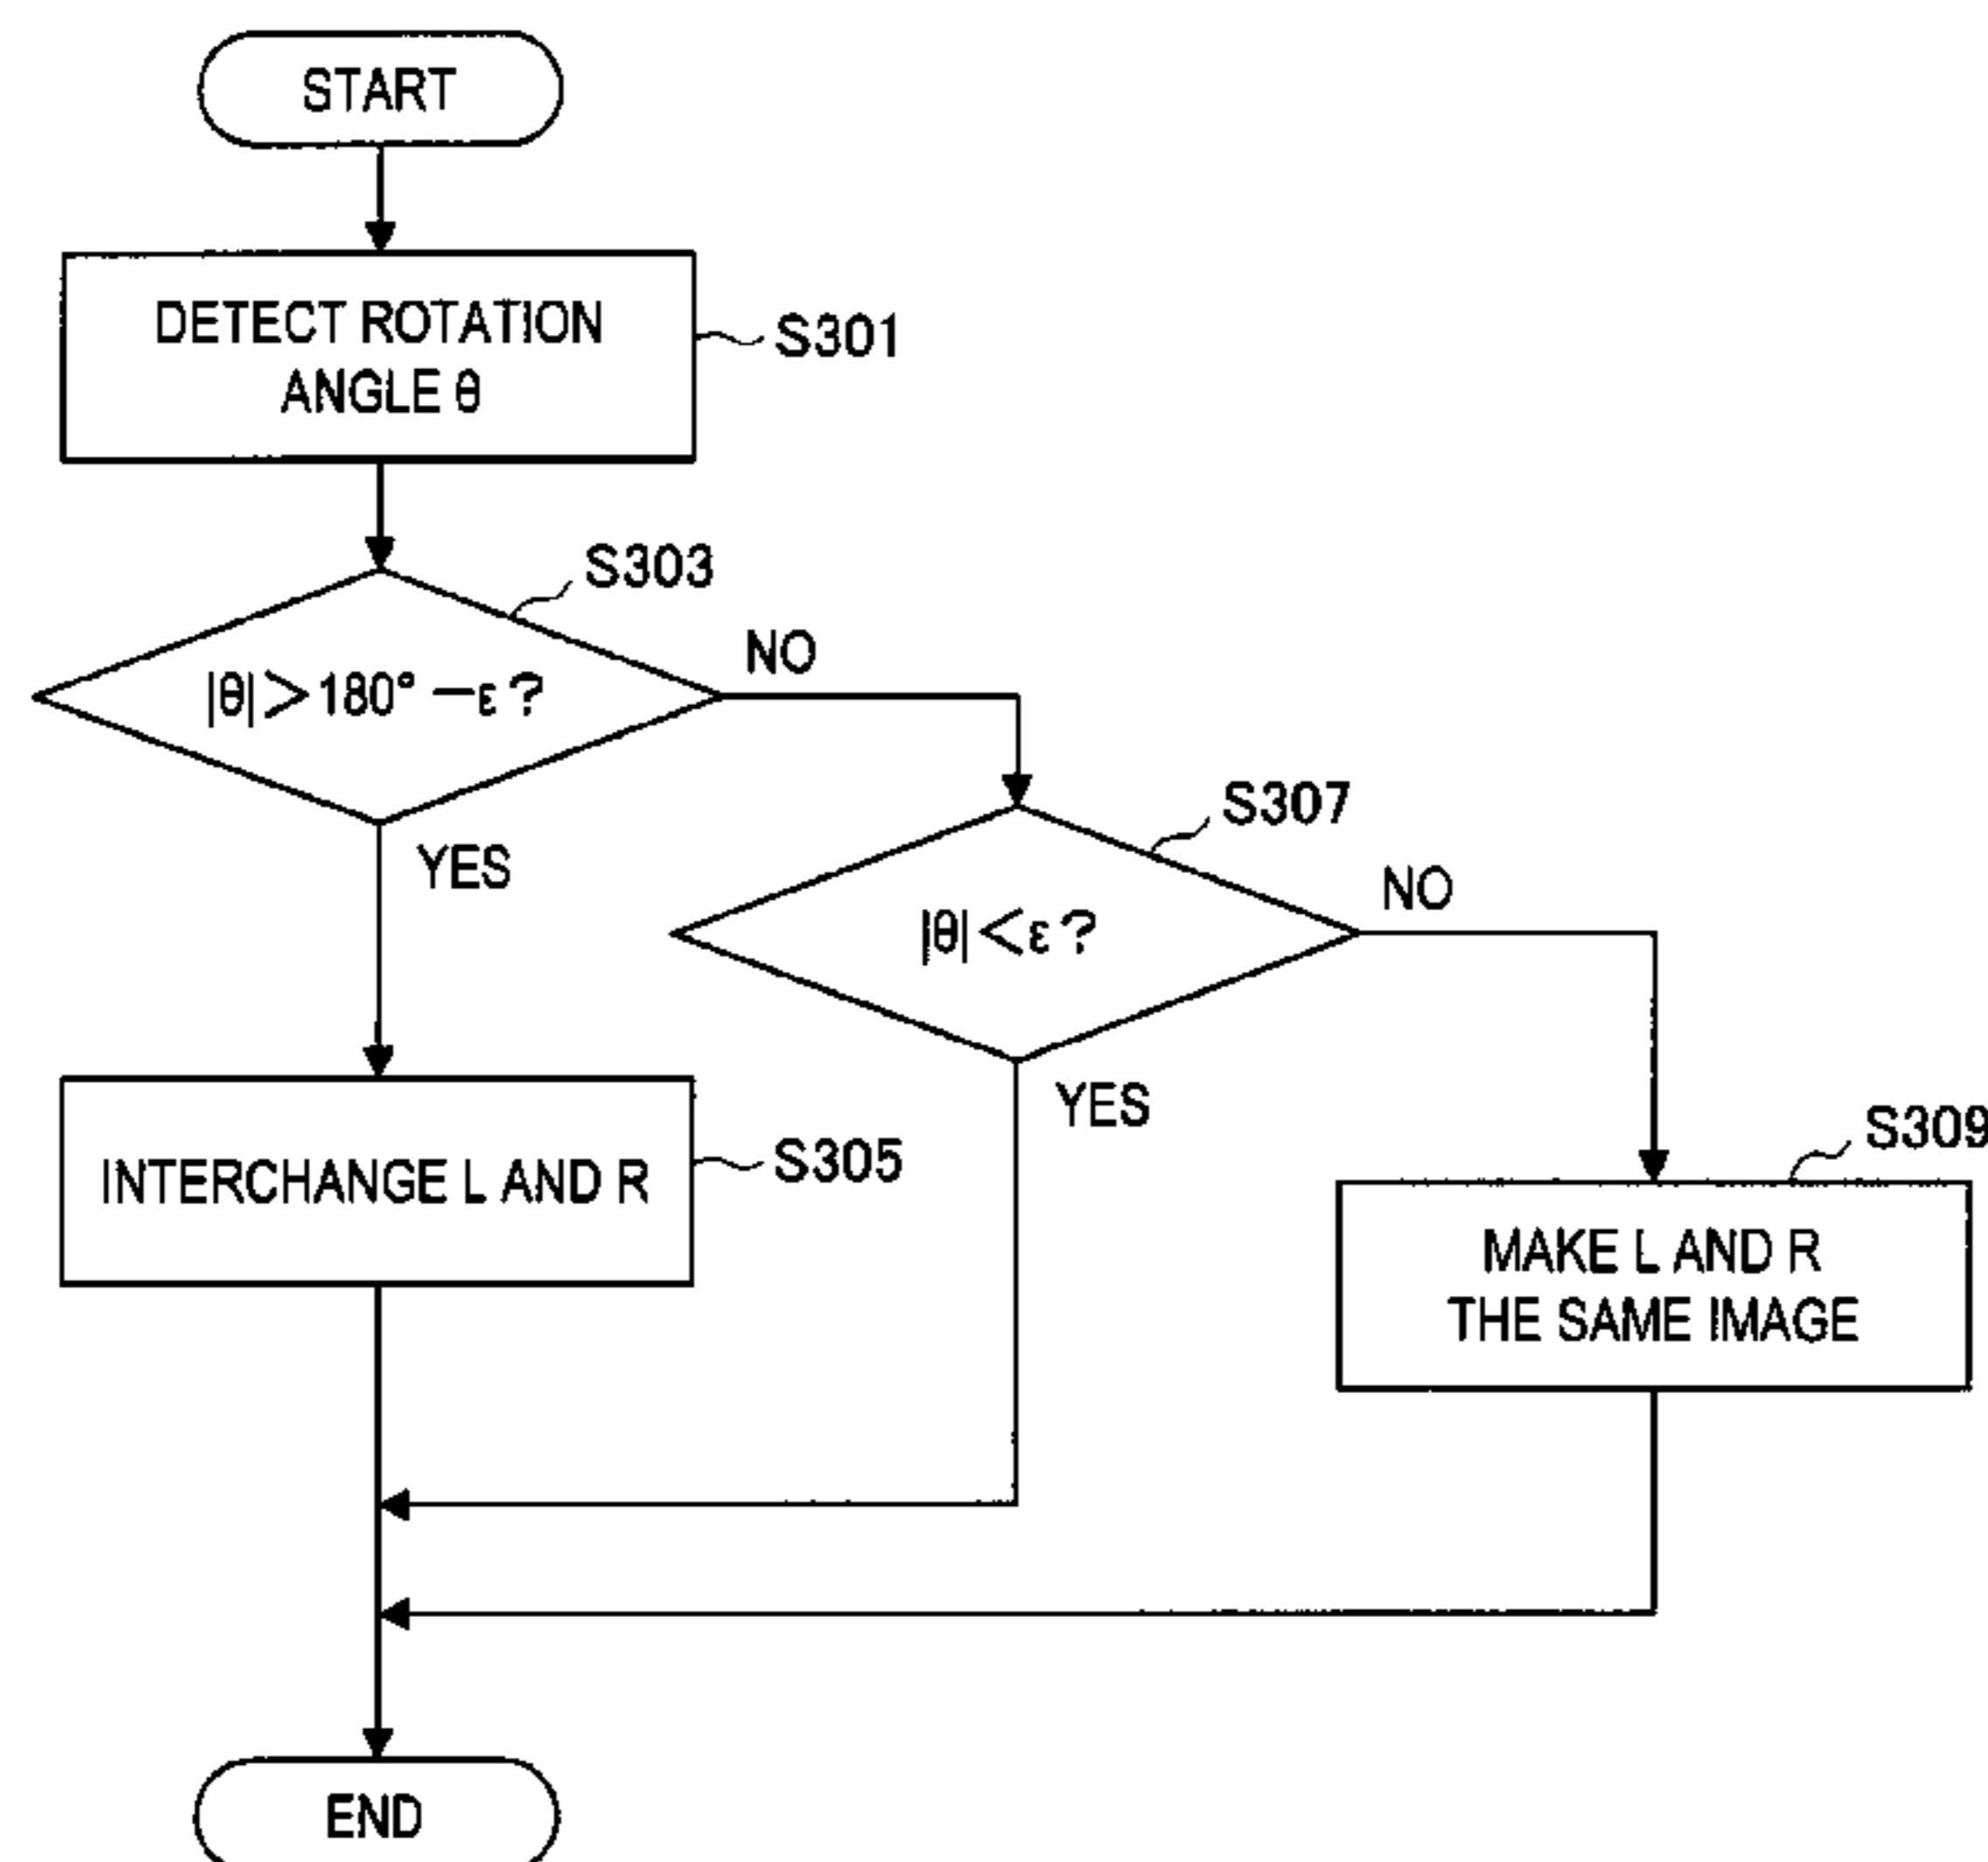 START
DETECT ROTATION
ANGLE θ
S301
S303
|θ|>180°−ε?
NO
YES
S307
|θ|<ε?
NO
YES
INTERCHANGE L AND R
S305
S309
MAKE L AND R
THE SAME IMAGE
END